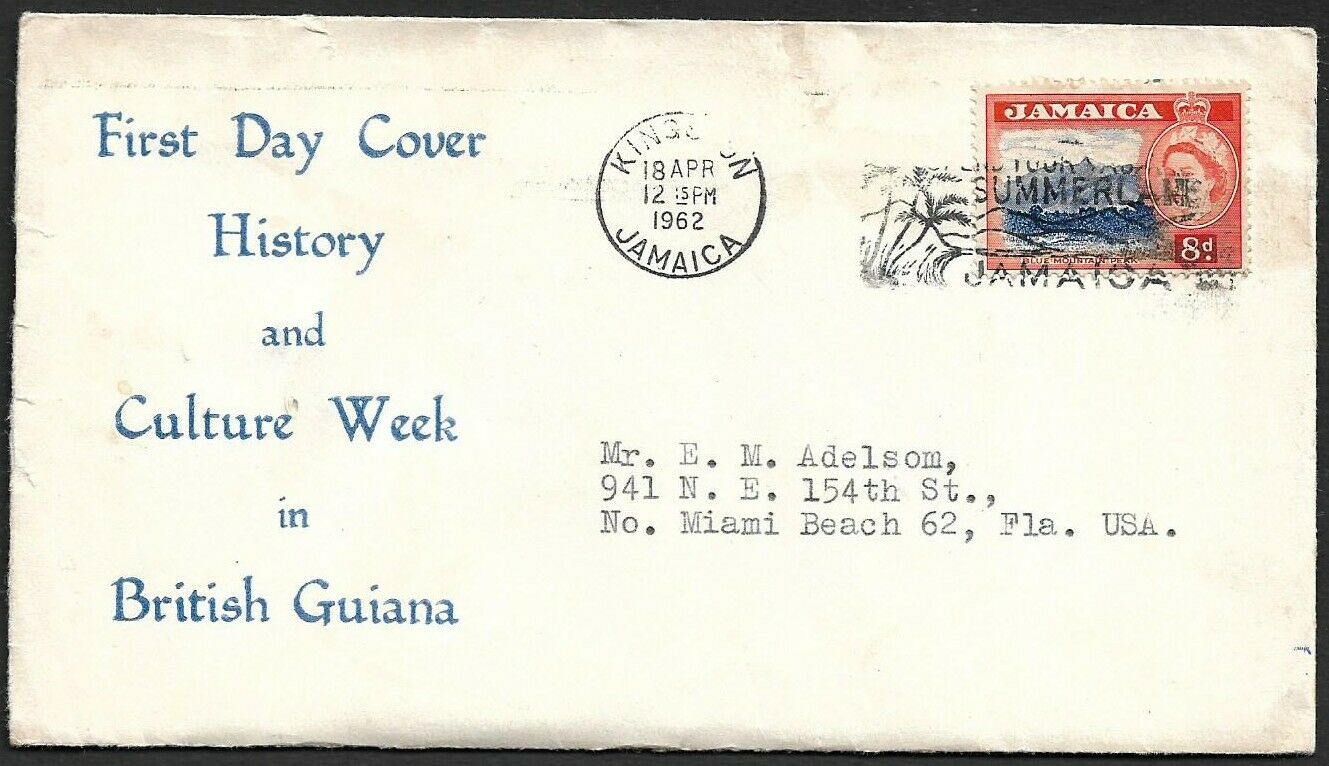 First Day Cover
History
and
Culture Week
in
British Guiana
KINGSTON
18 APR
12 15PM
1962
JAMAICA
JAMAICA
8d.
BLUE MOUNTAIN PEAK
YOUR
SUMMERLAND
JAMAICA
Mr. E. M. Adelsom,
941 N. E. 154th St.,
No. Miami Beach 62, Fla. USA.